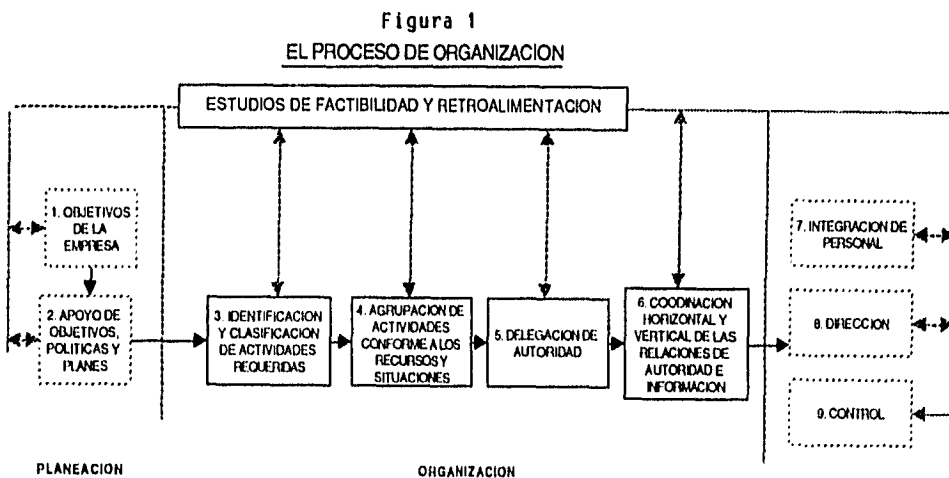 Figura 1
EL PROCESO DE ORGANIZACION
ESTUDIOS DE FACTIBILIDAD Y RETROALIMENTACION
1. OBJETIVOS
DE LA
EMPRESA
2. APOYO DE
OBJETIVOS,
POLITICAS Y
PLANES
3. IDENTIFICACION
Y CLASIFICACION
DE ACTIVIDADES
REQUERIDAS
4. AGRUPACION DE
ACTIVIDADES
CONFORME A LOS
RECURSOS Y
SITUACIONES
5. DELEGACION DE
AUTORIDAD
6. COODINACION
HORIZONTAL Y
VERTICAL DE LAS
RELACIONES DE
AUTORIDAD E
INFORMACION
7. INTEGRACION DE
PERSONAL
8. DIRECCION
9. CONTROL
PLANEACION
ORGANIZACION